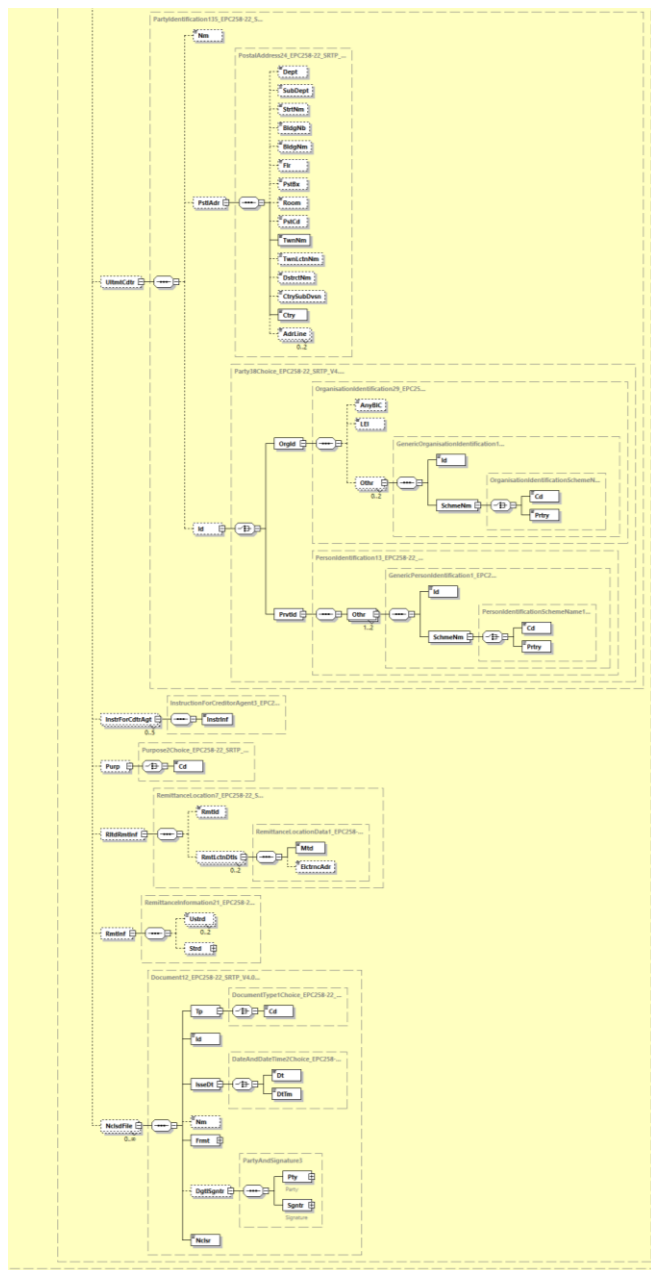 PartyIdentification135_EPC258-22_S...
Nm
PostalAddress24_EPC258-22_SRTP_...
Dept
SubDept
StrtNm
BldgNb
BldgNm
Flr
PstBx
PstlAdr
Room
PstCd
TwnNm
TwnLctnNm
DstrctNm
UltmtCdtr
CtrySubDvsn
Ctry
AdrLine
0..2
Party38Choice_EPC258-22_SRTP_V4....
OrganisationIdentification29_EPC25...
AnyBIC
LEI
OrgId
GenericOrganisationIdentification1...
Id
Othr
0..2
OrganisationIdentificationSchemeN...
Cd
SchmeNm
Prtry
Id
PersonIdentification13_EPC258-22_...
GenericPersonIdentification1_EPC2...
Id
PrvtId
Othr
1..2
PersonIdentificationSchemeName1...
Cd
SchmeNm
Prtry
InstructionForCreditorAgent3_EPC2...
InstrForCdtrAgt
InstrInf
Purpose2Choice_EPC258-22_SRTP_...
Purp
Cd
RemittanceLocation7_EPC258-22_S...
RmtId
RltdRmtInf
RemittanceLocationData1_EPC258-...
Mtd
RmtLctnDtls
0..2
ElctrncAdr
RemittanceInformation21_EPC258-2...
Ustrd
0..2
RmtInf
Strd
Document12_EPC258-22_SRTP_V4.0...
DocumentType1Choice_EPC258-22_...
Tp
Cd
Id
DateAndDateTime2Choice_EPC258-...
Dt
IsseDt
DtTm
NclsdFile
0..∞
Nm
Frmt
PartyAndSignature3
Pty
Party
DgtlSgntr
Sgntr
Signature
Nclsr